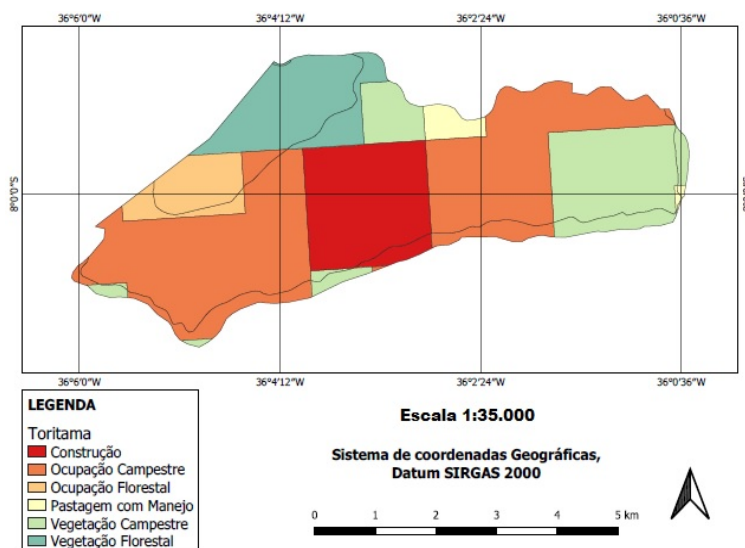 36°6'0"W 36°4'12"W 36°2'24"W 36°0'36"W
8°0'0"S
36°6'0"W 36°4'12"W 36°2'24"W 36°0'36"W
LEGENDA
Toritama
Construção
Ocupação Campestre
Ocupação Florestal
Pastagem com Manejo
Vegetação Campestre
Vegetação Florestal
Escala 1:35.000
Sistema de coordenadas Geográficas,
Datum SIRGAS 2000
0 1 2 3 4 5 km